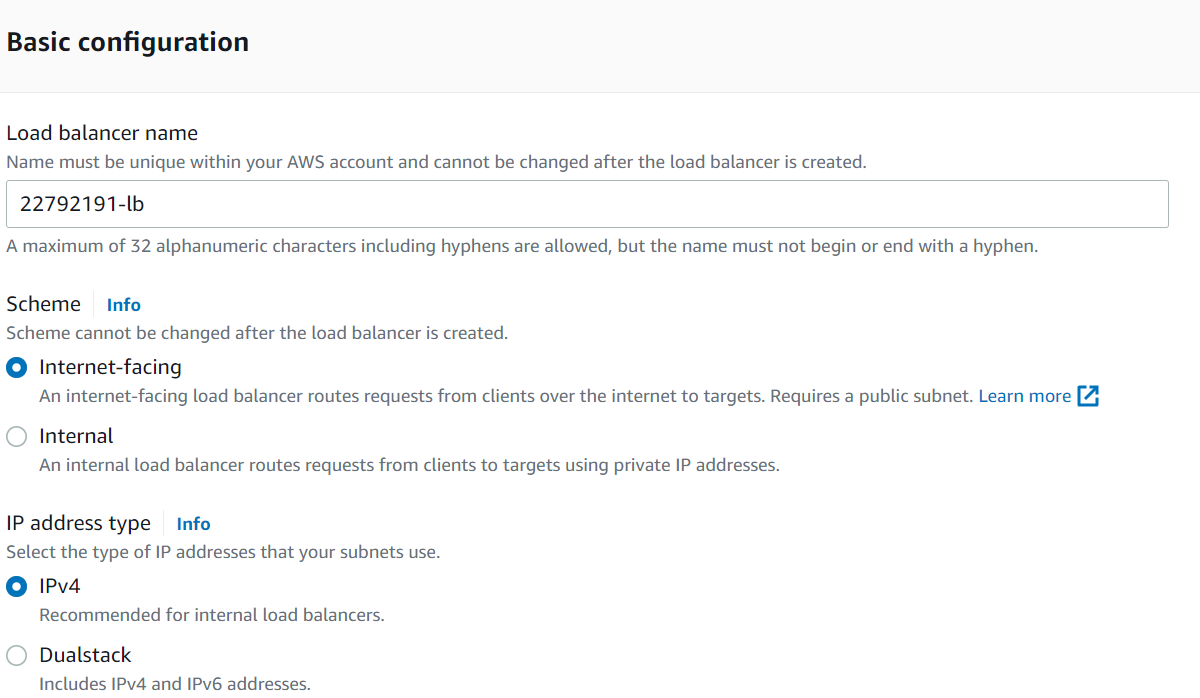 Basic configuration
Load balancer name
Name must be unique within your AWS account and cannot be changed after the load balancer is created.
22792191-lb
A maximum of 32 alphanumeric characters including hyphens are allowed, but the name must not begin or end with a hyphen.
Scheme Info
Scheme cannot be changed after the load balancer is created.
Internet-facing
An internet-facing load balancer routes requests from clients over the internet to targets. Requires a public subnet. Learn more
Internal
An internal load balancer routes requests from clients to targets using private IP addresses.
IP address type Info
Select the type of IP addresses that your subnets use.
IPv4
Recommended for internal load balancers.
Dualstack
Includes IPv4 and IPv6 addresses.